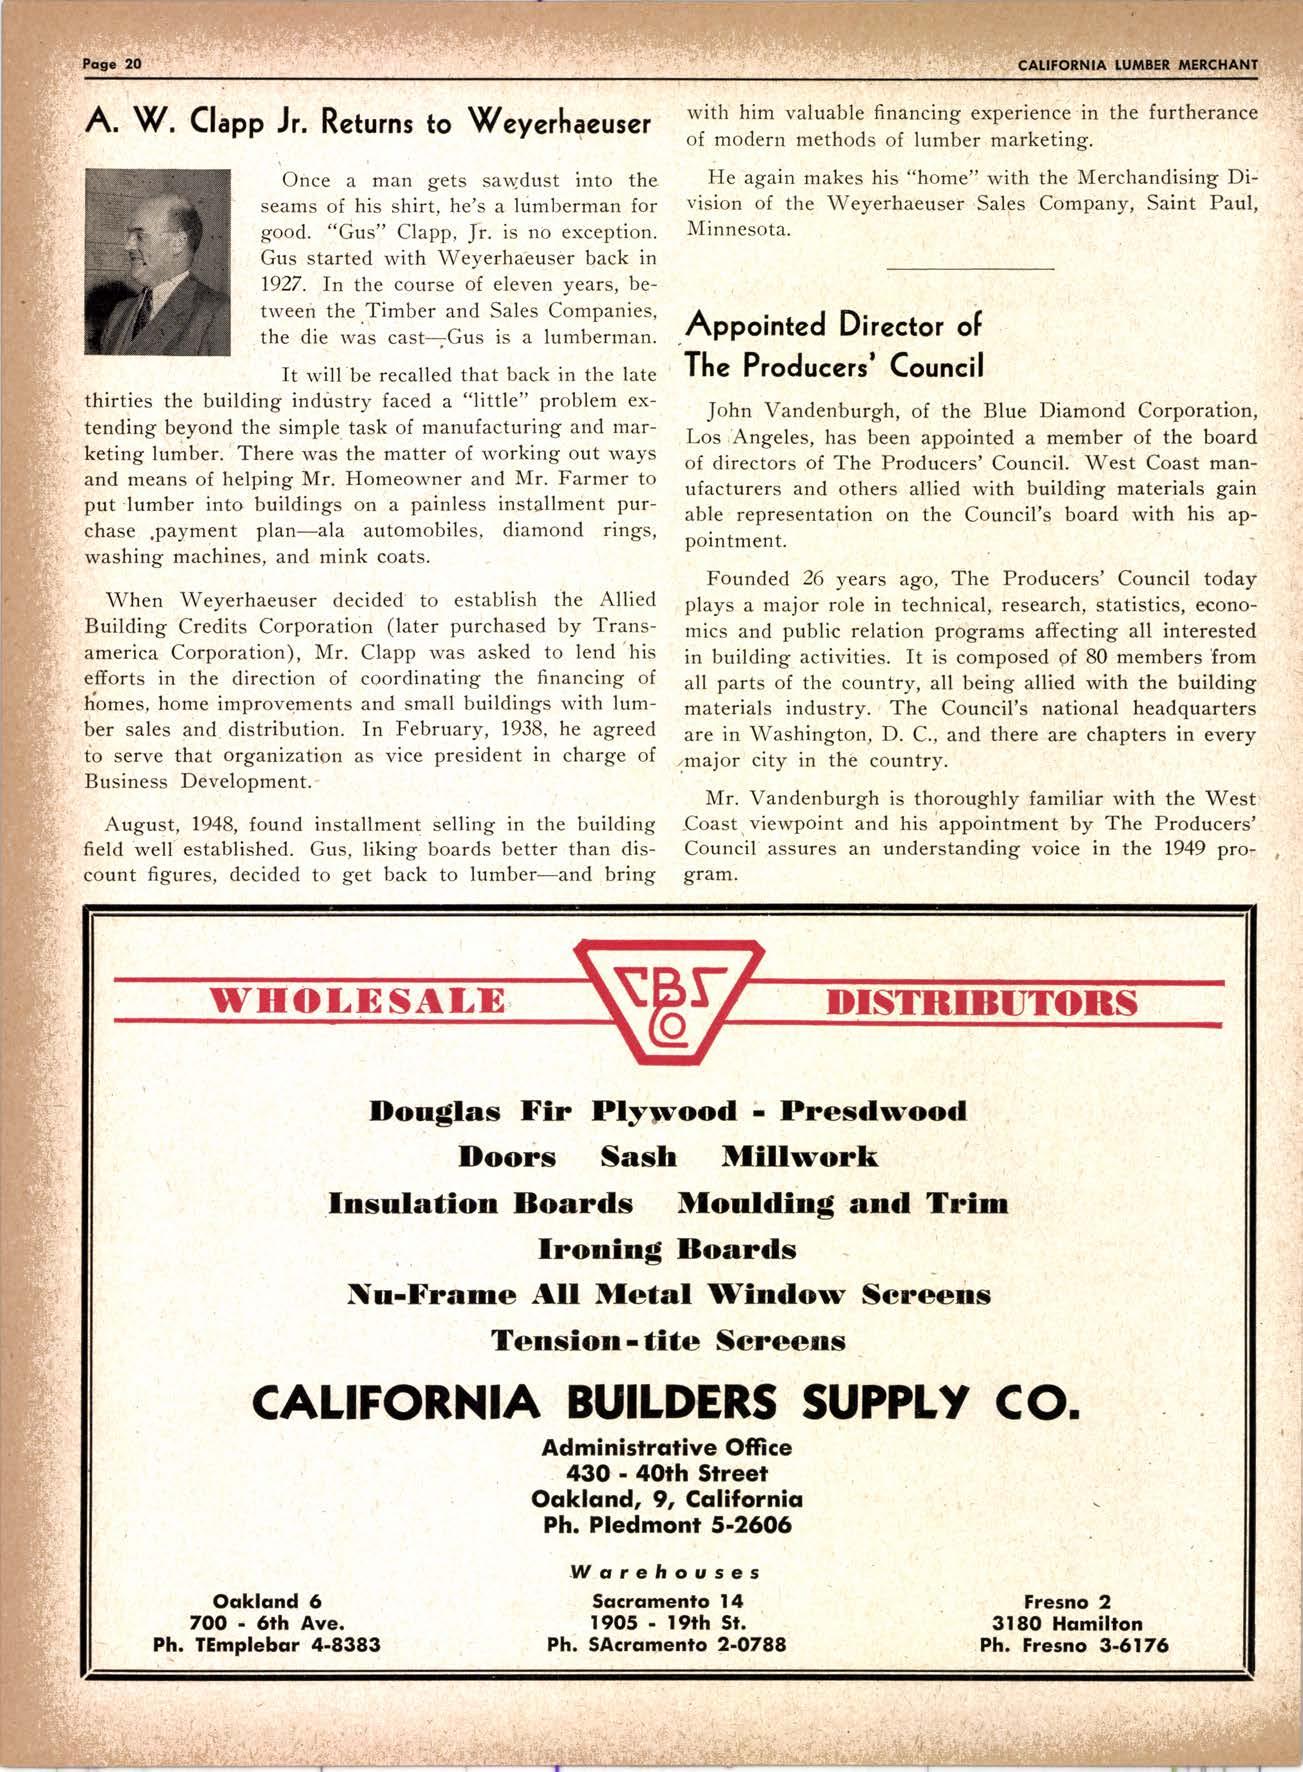 Page 20
CALIFORNIA LUMBER MERCHANT
A. W. Clapp Jr. Returns to Weyerhaeuser
Once a man gets sawdust into the
seams of his shirt, he's a lumberman for
good. "Gus" Clapp, Jr. is no exception.
Gus started with Weyerhaeuser back in
1927. In the course of eleven years, be-
tween the Timber and Sales Companies,
the die was cast—Gus is a lumberman.
It will be recalled that back in the late
thirties the building industry faced a "little" problem ex-
tending beyond the simple task of manufacturing and mar-
keting lumber. There was the matter of working out ways
and means of helping Mr. Homeowner and Mr. Farmer to
put lumber into buildings on a painless installment pur-
chase payment plan—ala automobiles, diamond rings,
washing machines, and mink coats.
When Weyerhaeuser decided to establish the Allied
Building Credits Corporation (later purchased by Trans-
america Corporation), Mr. Clapp was asked to lend his
efforts in the direction of coordinating the financing of
homes, home improvements and small buildings with lum-
ber sales and distribution. In February, 1938, he agreed
to serve that organization as vice president in charge of
Business Development.
August, 1948, found installment selling in the building
field well established. Gus, liking boards better than dis-
count figures, decided to get back to lumber—and bring
with him valuable financing experience in the furtherance
of modern methods of lumber marketing.
He again makes his "home" with the Merchandising Di-
vision of the Weyerhaeuser Sales Company, Saint Paul,
Minnesota.
Appointed Director of
The Producers' Council
John Vandenburgh, of the Blue Diamond Corporation,
Los Angeles, has been appointed a member of the board
of directors of The Producers' Council. West Coast man-
ufacturers and others allied with building materials gain
able representation on the Council's board with his ap-
pointment.
Founded 26 years ago, The Producers' Council today
plays a major role in technical, research, statistics, econo-
mics and public relation programs affecting all interested
in building activities. It is composed of 80 members from
all parts of the country, all being allied with the building
materials industry. The Council's national headquarters
are in Washington, D. C., and there are chapters in every
major city in the country.
Mr. Vandenburgh is thoroughly familiar with the West
Coast viewpoint and his appointment by The Producers'
Council assures an understanding voice in the 1949 pro-
gram.
WHOLESALE CBS DISTRIBUTORS
Co
Douglas Fir Plywood - Presdwood
Doors Sash Millwork
Insulation Boards Moulding and Trim
Ironing Boards
Nu-Frame All Metal Window Screens
Tension-tite Screens
CALIFORNIA BUILDERS SUPPLY CO.
Administrative Office
430 - 40th Street
Oakland, 9, California
Ph. PIedmont 5-2606
Warehouses
Oakland 6
700 - 6th Ave.
Ph. TEmplebar 4-8383
Sacramento 14
1905 - 19th St.
Ph. SAcramento 2-0788
Fresno 2
3180 Hamilton
Ph. Fresno 3-6176